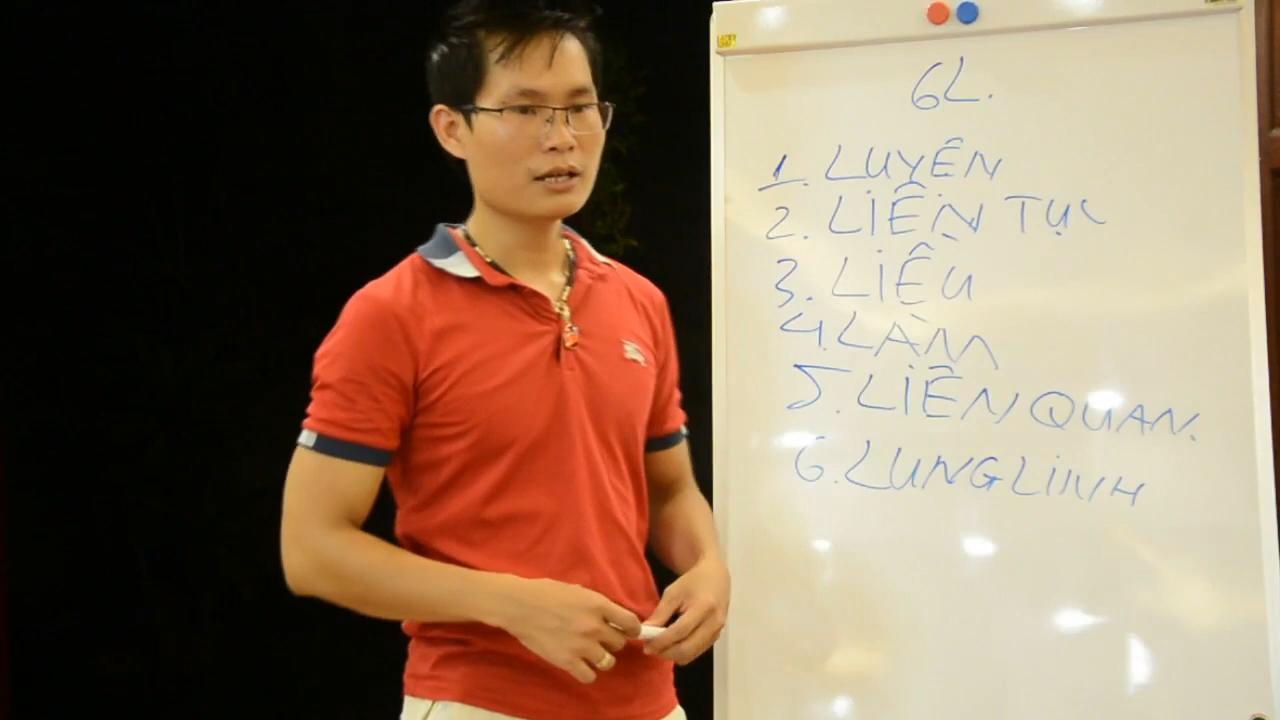 6L.
1. LUYỆN
2. LIÊN TỤC
3. LIỀU
4. LÀM
5. LIÊN QUAN.
6. LUNG LINH